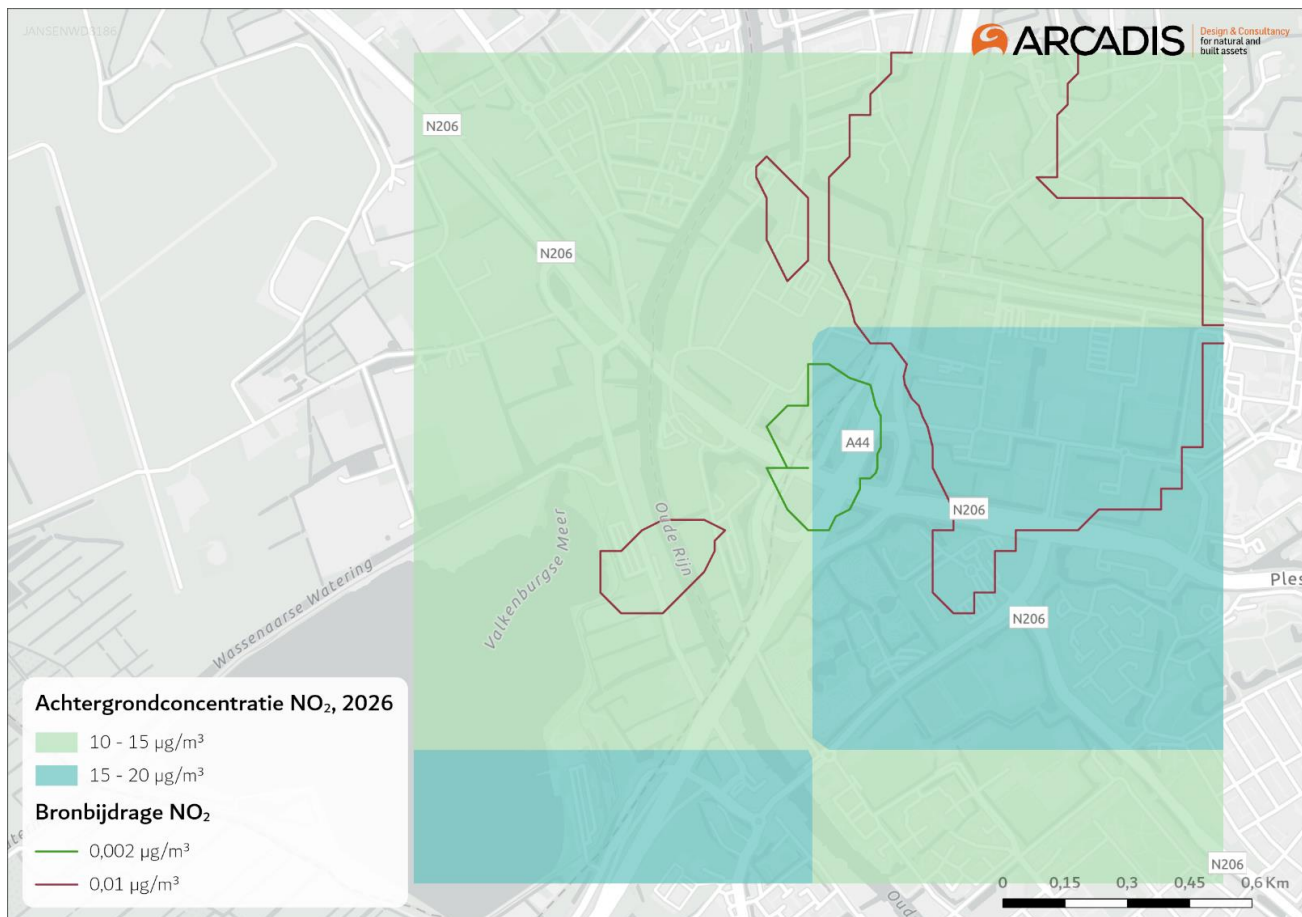 JANSENWD3186
ARCADIS
Design & Consultancy
for natural and
built assets
N206
N206
A44
N206
Oude Rijn
Valkenburgse Meer
Wassenaarse Watering
Ples
N206
Achtergrondconcentratie NO₂, 2026
10 - 15 µg/m³
15 - 20 µg/m³
Bronbijdrage NO₂
0,002 µg/m³
0,01 µg/m³
N206
0 0,15 0,3 0,45 0,6 Km
Oud